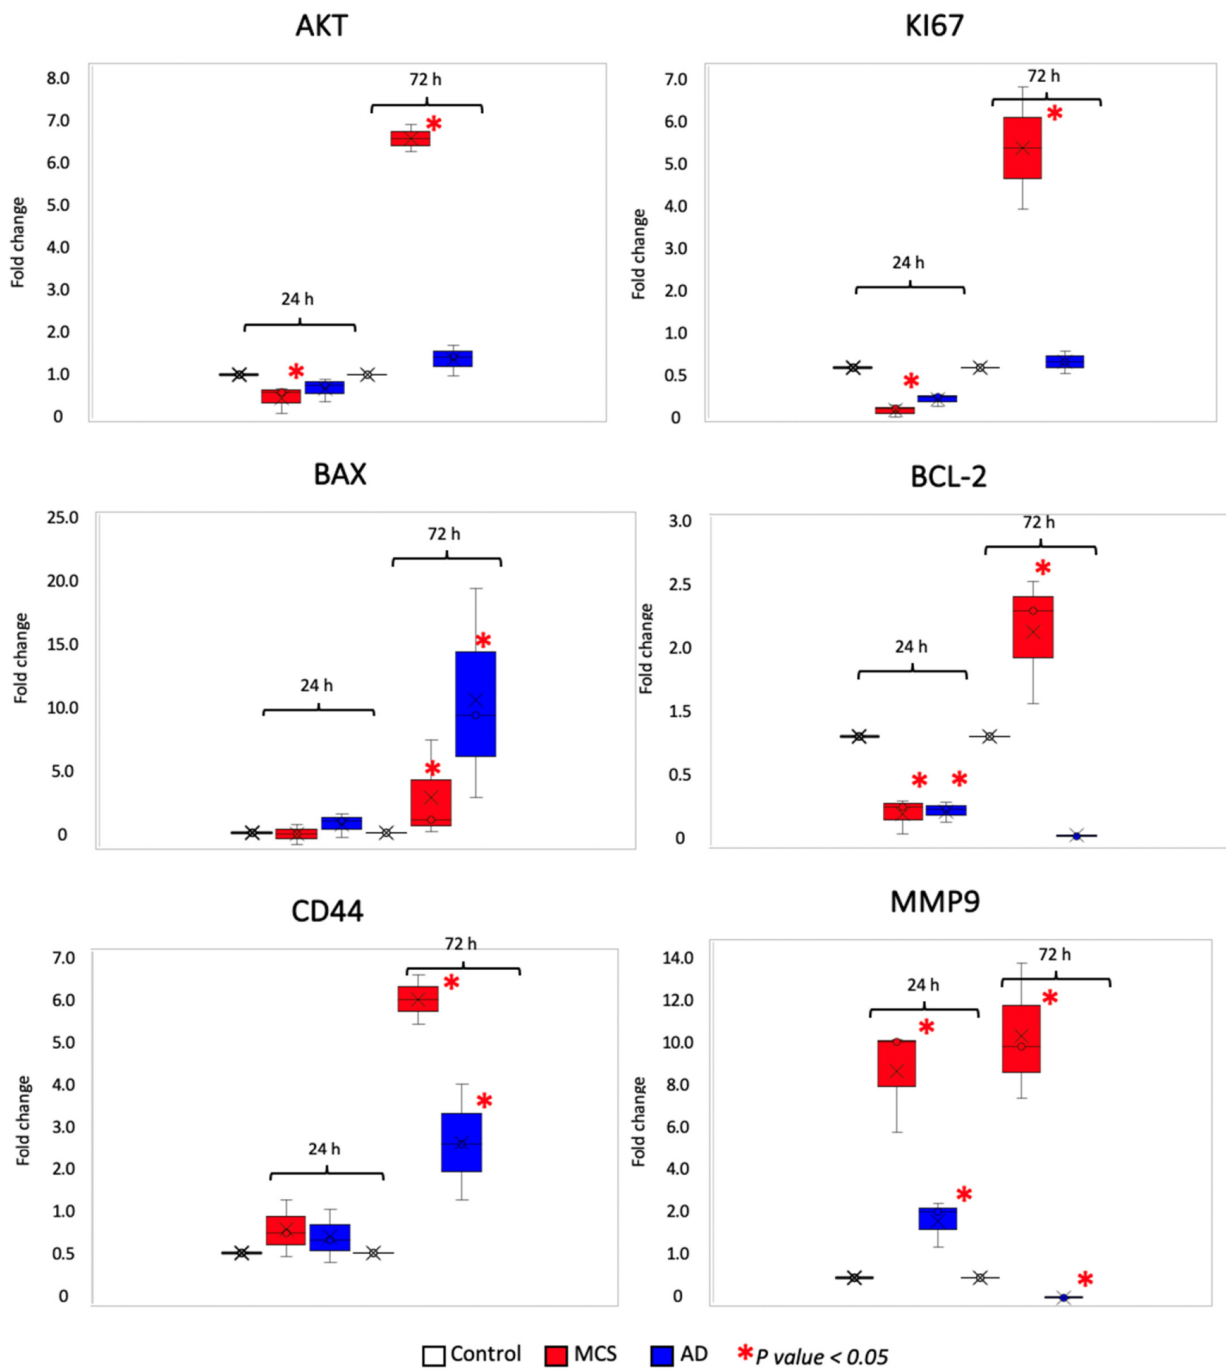 AKT
8.0
7.0
6.0
5.0
4.0
3.0
2.0
1.0
0
Fold change
24 h
72 h
*
*
KI67
7.0
6.0
5.0
4.0
3.0
2.0
1.0
0.5
0
Fold change
24 h
72 h
*
*
BAX
25.0
20.0
15.0
10.0
5.0
0
Fold change
24 h
72 h
*
*
BCL-2
3.0
2.5
2.0
1.5
0.5
0
Fold change
24 h
72 h
*
*
*
CD44
7.0
6.0
5.0
4.0
3.0
2.0
1.0
0.5
0
Fold change
24 h
72 h
*
*
MMP9
14.0
12.0
10.0
8.0
6.0
4.0
2.0
1.0
0
Fold change
24 h
72 h
*
*
*
*
Control MCS AD *P value < 0.05